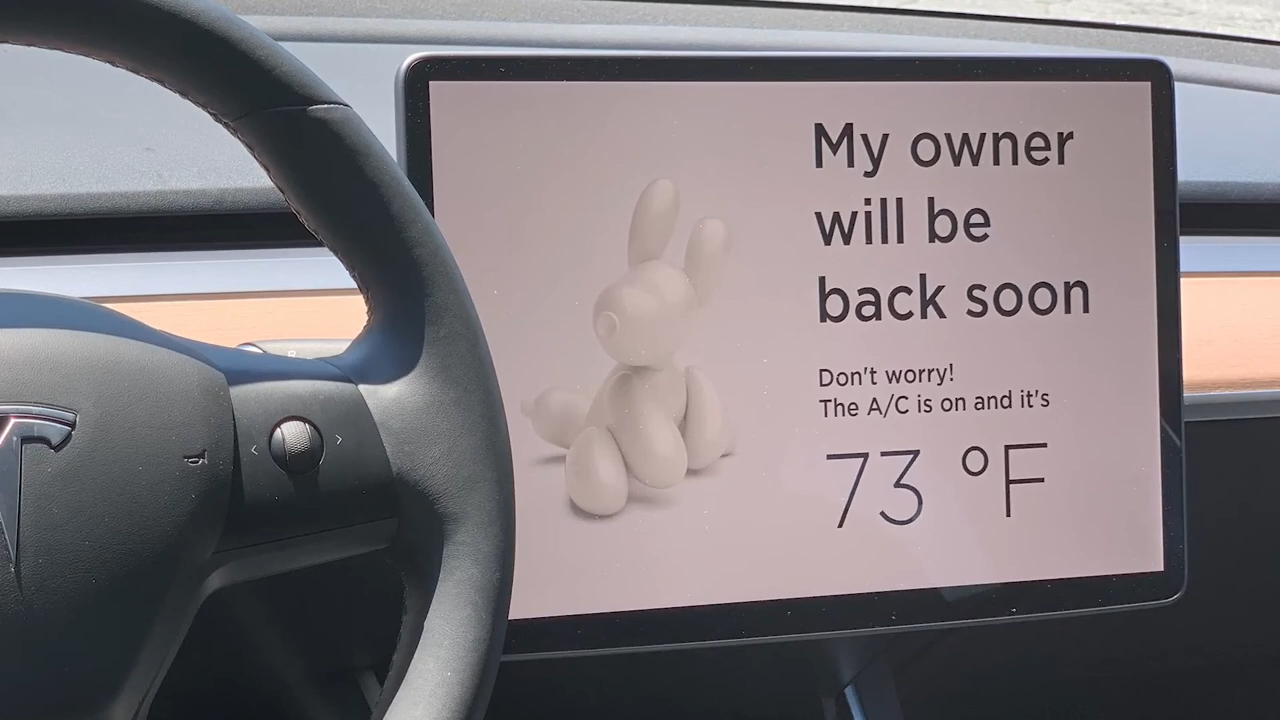 My owner
will be
back soon
Don't worry!
The A/C is on and it's
73 °F